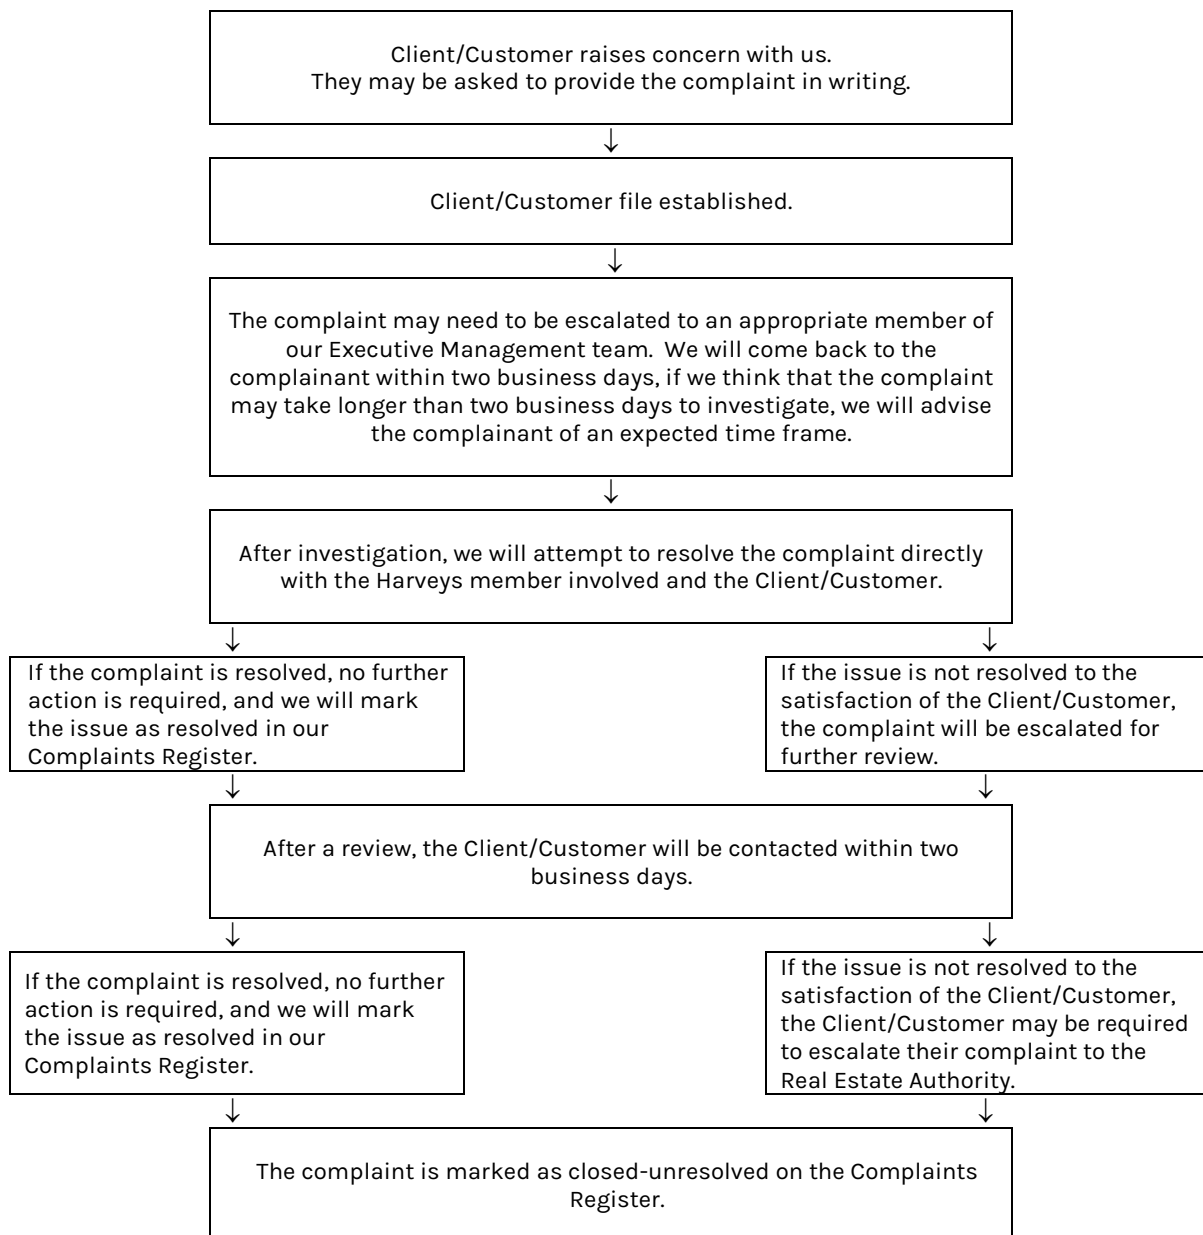 Client/Customer raises concern with us.
They may be asked to provide the complaint in writing.
↓
Client/Customer file established.
↓
The complaint may need to be escalated to an appropriate member of
our Executive Management team.  We will come back to the
complainant within two business days, if we think that the complaint
may take longer than two business days to investigate, we will advise
the complainant of an expected time frame.
↓
After investigation, we will attempt to resolve the complaint directly
with the Harveys member involved and the Client/Customer.
↓ ↓
If the complaint is resolved, no further
action is required, and we will mark
the issue as resolved in our
Complaints Register.
If the issue is not resolved to the
satisfaction of the Client/Customer,
the complaint will be escalated for
further review.
↓ ↓
After a review, the Client/Customer will be contacted within two
business days.
↓ ↓
If the complaint is resolved, no further
action is required, and we will mark
the issue as resolved in our
Complaints Register.
If the issue is not resolved to the
satisfaction of the Client/Customer,
the Client/Customer may be required
to escalate their complaint to the
Real Estate Authority.
↓ ↓
The complaint is marked as closed-unresolved on the Complaints
Register.